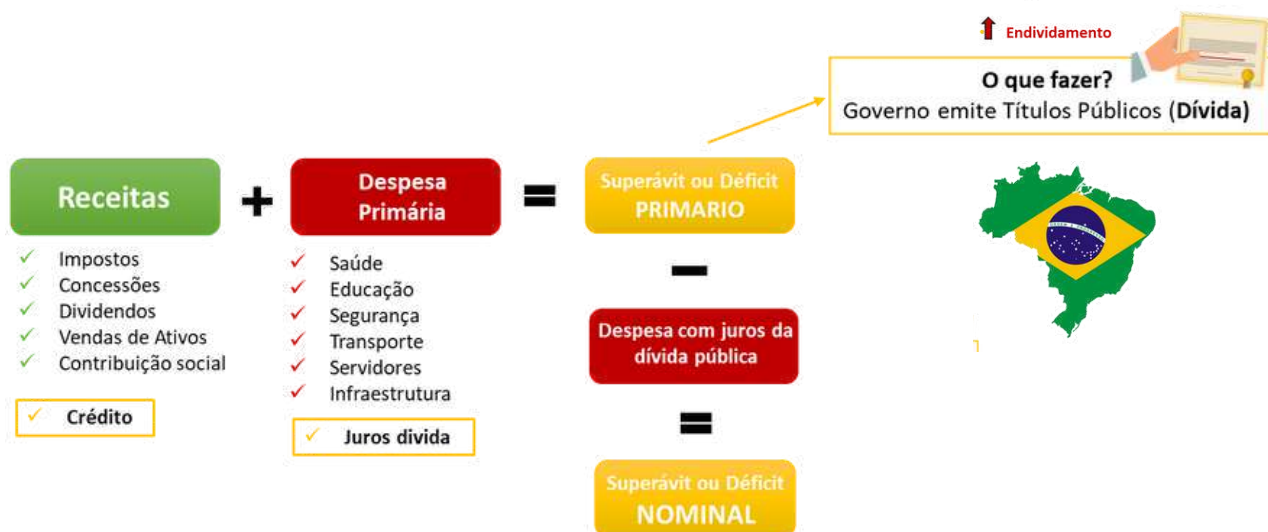 Endividamento
O que fazer?
Governo emite Títulos Públicos (Dívida)
Receitas
+
Despesa
Primária
=
Superávit ou Déficit
PRIMARIO
✓ Impostos
✓ Concessões
✓ Dividendos
✓ Vendas de Ativos
✓ Contribuição social
✓ Crédito
✓ Saúde
✓ Educação
✓ Segurança
✓ Transporte
✓ Servidores
✓ Infraestrutura
✓ Juros divida
–
Despesa com juros da
dívida pública
=
Superávit ou Déficit
NOMINAL